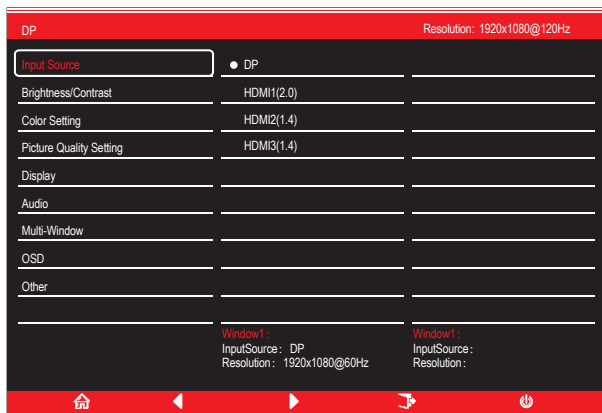 DP Resolution: 1920x1080@120Hz
Input Source DP
Brightness/Contrast HDMI1(2.0)
Color Setting HDMI2(1.4)
Picture Quality Setting HDMI3(1.4)
Display
Audio
Multi-Window
OSD
Other
Window1: Window1:
InputSource: DP InputSource:
Resolution: 1920x1080@60Hz Resolution: